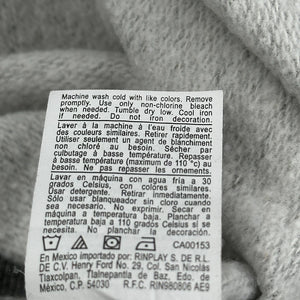 Machine wash cold with like colors. Remove
promptly. Use only non-chlorine bleach
when needed. Tumble dry low. Cool iron
if needed. Do not iron decoration.
Laver à la machine à l'eau froide avec
des couleurs similaires. Retirer rapidement.
Utiliser seulement un agent de blanchiment
non chloré au besoin. Sécher par
culbutage à basse température. Repasser
à basse température (maximum de 110 °c) au
besoin. Ne pas repasser les ornements.
Lavar en máquina con agua fria a 30
grados Celsius, con colores similares.
Usar detergente. Retirar inmediatamente.
Sólo usar blanqueador sin cloro cuando
sea necesario. No exprimir. Secar en máquina
a temperatura baja. Planchar a temperatura
baja a 110 grados Celsius cuando
sea necesario. No planchar la decoración.
CA00153
En Mexico importado por: RINPLAY S. DE R.L.
DE C.V. Henry Ford No. 29, Col. San Nicolás
Tlaxcolpan, Tlalnepantla de Baz, Edo. de
México, C.P. 54030 R.F.C. RIN980806 AE9